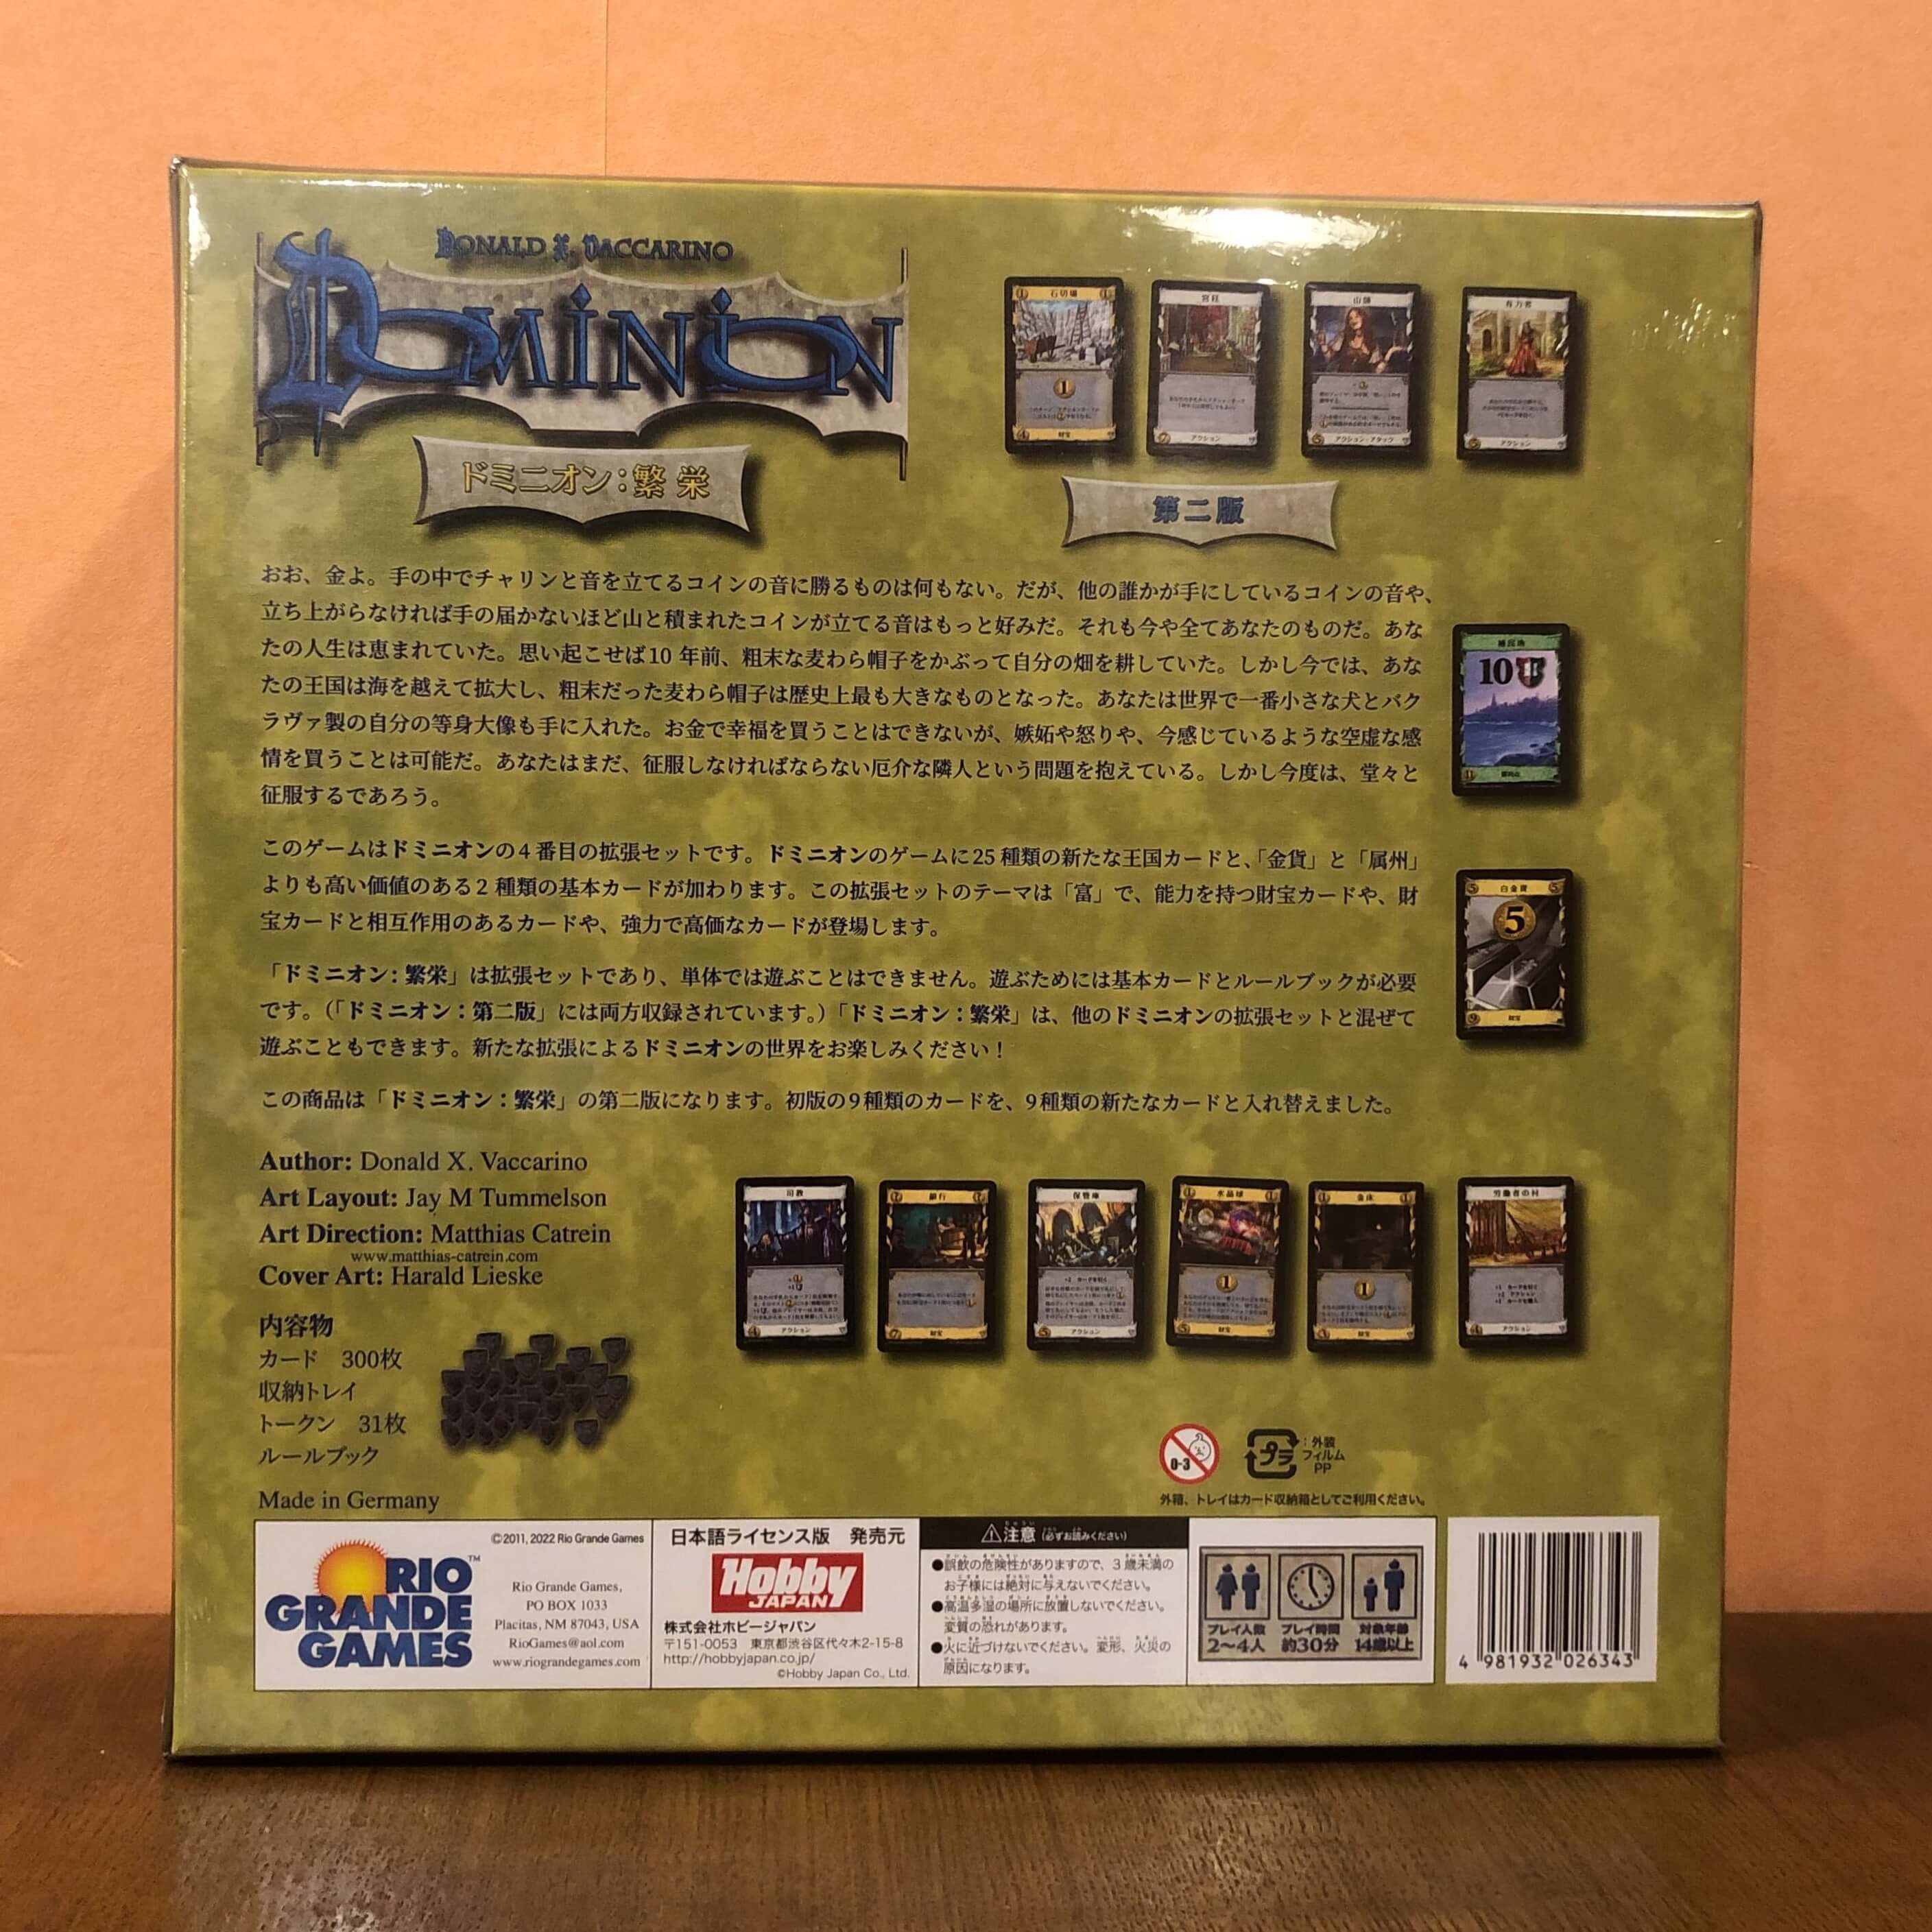 DONALD X. VACCARINO
DOMINION
ドミニオン：繁栄
石切場
宮廷
山師
有力者
第二版
おお、金よ。手の中でチャリンと音を立てるコインの音に勝るものは何もない。だが、他の誰かが手にしているコインの音や、
立ち上がらなければ手の届かないほど山と積まれたコインが立てる音はもっと好みだ。それも今や全てあなたのものだ。あな
たの人生は恵まれていた。思い起こせば10 年前、粗末な麦わら帽子をかぶって自分の畑を耕していた。しかし今では、あな
たの王国は海を越えて拡大し、粗末だった麦わら帽子は歴史上最も大きなものとなった。あなたは世界で一番小さな犬とバク
ラヴァ製の自分の等身大像も手に入れた。お金で幸福を買うことはできないが、嫉妬や怒りや、今感じているような空虚な感
情を買うことは可能だ。あなたはまだ、征服しなければならない厄介な隣人という問題を抱えている。しかし今度は、堂々と
征服するであろう。
10
このゲームはドミニオンの4 番目の拡張セットです。ドミニオンのゲームに25 種類の新たな王国カードと、「金貨」と「属州」
よりも高い価値のある2 種類の基本カードが加わります。この拡張セットのテーマは「富」で、能力を持つ財宝カードや、財
宝カードと相互作用のあるカードや、強力で高価なカードが登場します。
白金貨
5
財宝
「ドミニオン：繁栄」は拡張セットであり、単体では遊ぶことはできません。遊ぶためには基本カードとルールブックが必要
です。（「ドミニオン：第二版」には両方収録されています。）「ドミニオン：繁栄」は、他のドミニオンの拡張セットと混ぜて
遊ぶこともできます。新たな拡張によるドミニオンの世界をお楽しみください！
この商品は「ドミニオン：繁栄」の第二版になります。初版の9種類のカードを、9種類の新たなカードと入れ替えました。
Author: Donald X. Vaccarino
Art Layout: Jay M Tummelson
Art Direction: Matthias Catrein
www.matthias-catrein.com
Cover Art: Harald Lieske
司教
銀行
保管庫
水晶球
金床
労働者の村
内容物
カード　300枚
収納トレイ
トークン　31枚
ルールブック
Made in Germany
0-3
プラ
：外装
フィルム
PP
外箱、トレイはカード収納箱としてご利用ください。
RIO GRANDE GAMES™
©2011, 2022 Rio Grande Games
Rio Grande Games,
PO BOX 1033
Placitas, NM 87043, USA
RioGames@aol.com
www.riograndegames.com
日本語ライセンス版　発売元
Hobby JAPAN
株式会社ホビージャパン
〒151-0053　東京都渋谷区代々木2-15-8
http://hobbyjapan.co.jp/
©Hobby Japan Co., Ltd.
⚠注意（必ずお読みください）
●誤飲の危険性がありますので、3 歳未満の
お子様には絶対に与えないでください。
●高温多湿の場所に放置しないでください。
変質の恐れがあります。
●火に近づけないでください。変形、火災の
原因になります。
プレイ人数
2〜4人
プレイ時間
約30分
対象年齢
14歳以上
4 981932 026343